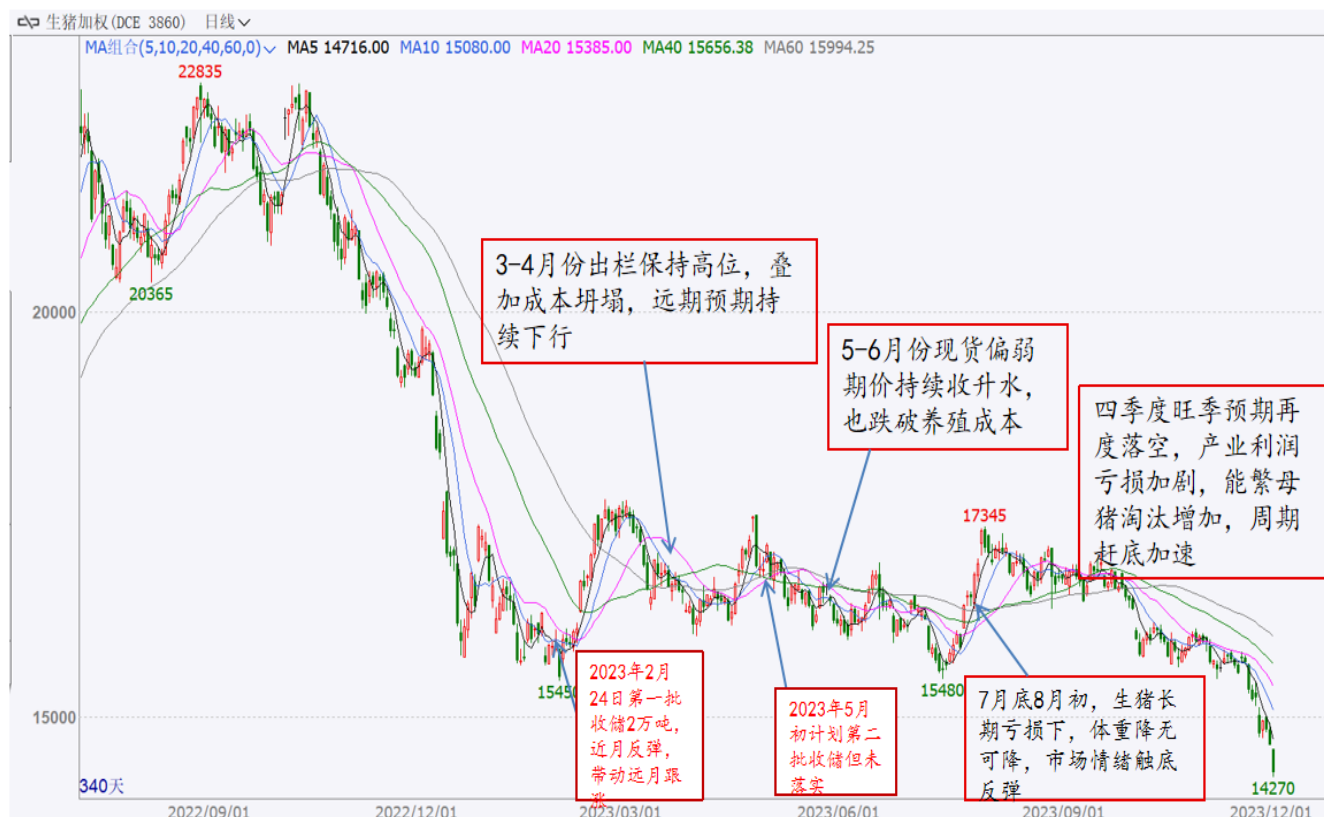 生猪加权(DCE 3860) 日线
MA组合(5,10,20,40,60,0) MA5 14716.00 MA10 15080.00 MA20 15385.00 MA40 15656.38 MA60 15994.25
22835
20365
20000
3-4月份出栏保持高位，叠
加成本坍塌，远期预期持
续下行
5-6月份现货偏弱
期价持续收升水，
也跌破养殖成本
四季度旺季预期再
度落空，产业利润
亏损加剧，能繁母
猪淘汰增加，周期
赶底加速
17345
15450
15480
15000
2023年2月
24日第一批
收储2万吨，
近月反弹，
带动远月跟
涨
2023年5月
初计划第二
批收储但未
落实
7月底8月初，生猪长
期亏损下，体重降无
可降，市场情绪触底
反弹
14270
340天
2022/09/01 2022/12/01 2023/03/01 2023/06/01 2023/09/01 2023/12/01